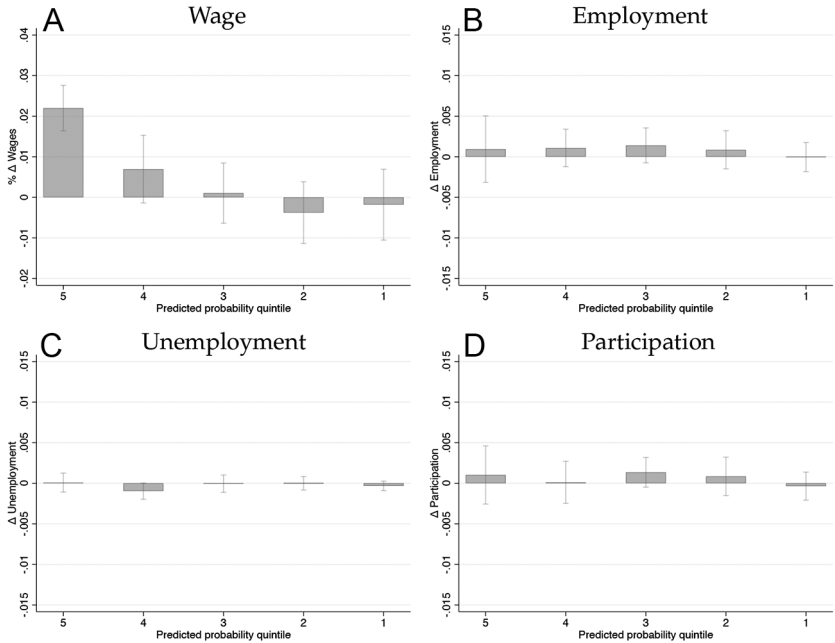 A Wage
% Δ Wages
.04
.03
.02
.01
0
-.01
-.02
5 4 3 2 1
Predicted probability quintile
B Employment
Δ Employment
.015
.01
.005
0
-.005
-.01
-.015
5 4 3 2 1
Predicted probability quintile
C Unemployment
Δ Unemployment
.015
.01
.005
0
-.005
-.01
-.015
5 4 3 2 1
Predicted probability quintile
D Participation
Δ Participation
.015
.01
.005
0
-.005
-.01
-.015
5 4 3 2 1
Predicted probability quintile